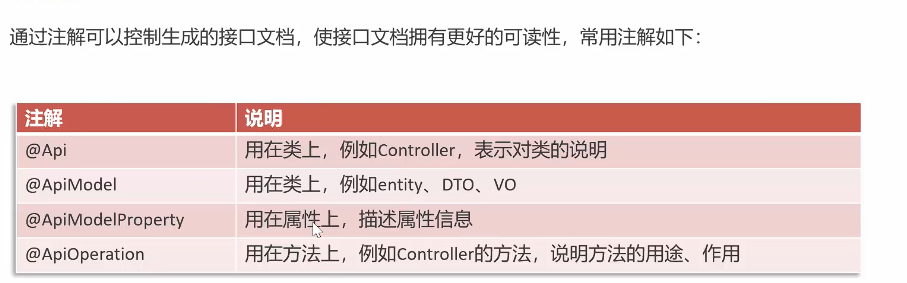 通过注解可以控制生成的接口文档，使接口文档拥有更好的可读性，常用注解如下：
注解 说明
@Api 用在类上，例如Controller，表示对类的说明
@ApiModel 用在类上，例如entity、DTO、VO
@ApiModelProperty 用在属性上，描述属性信息
@ApiOperation 用在方法上，例如Controller的方法，说明方法的用途、作用